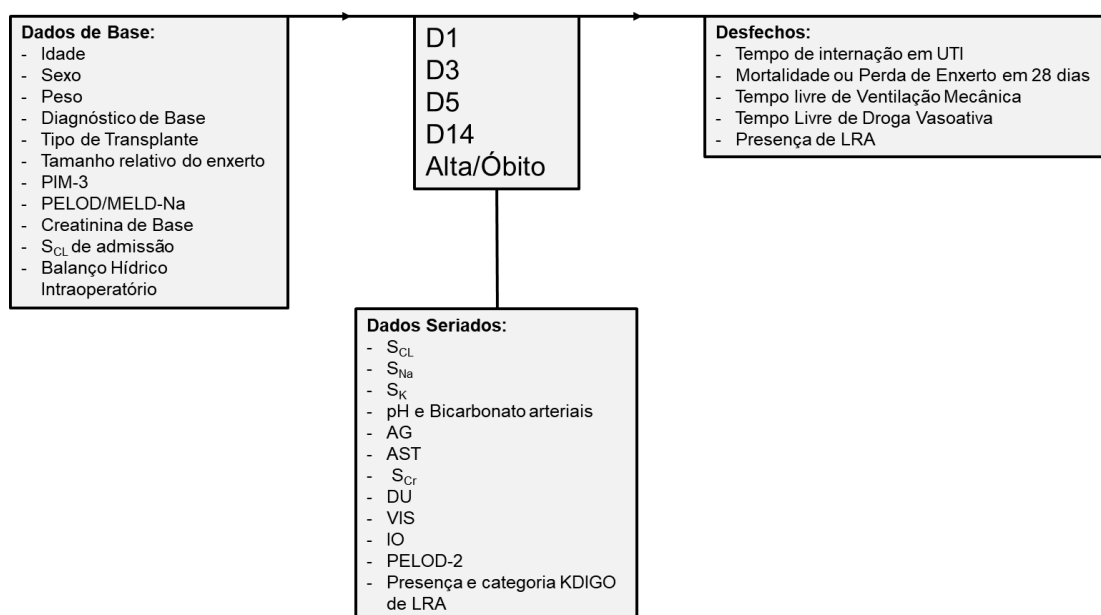 Dados de Base:
- Idade
- Sexo
- Peso
- Diagnóstico de Base
- Tipo de Transplante
- Tamanho relativo do enxerto
- PIM-3
- PELOD/MELD-Na
- Creatinina de Base
- SCL de admissão
- Balanço Hídrico
Intraoperatório
D1
D3
D5
D14
Alta/Óbito
Desfechos:
- Tempo de internação em UTI
- Mortalidade ou Perda de Enxerto em 28 dias
- Tempo livre de Ventilação Mecânica
- Tempo Livre de Droga Vasoativa
- Presença de LRA
Dados Seriados:
- SCL
- SNa
- SK
- pH e Bicarbonato arteriais
- AG
- AST
- SCr
- DU
- VIS
- IO
- PELOD-2
- Presença e categoria KDIGO
de LRA